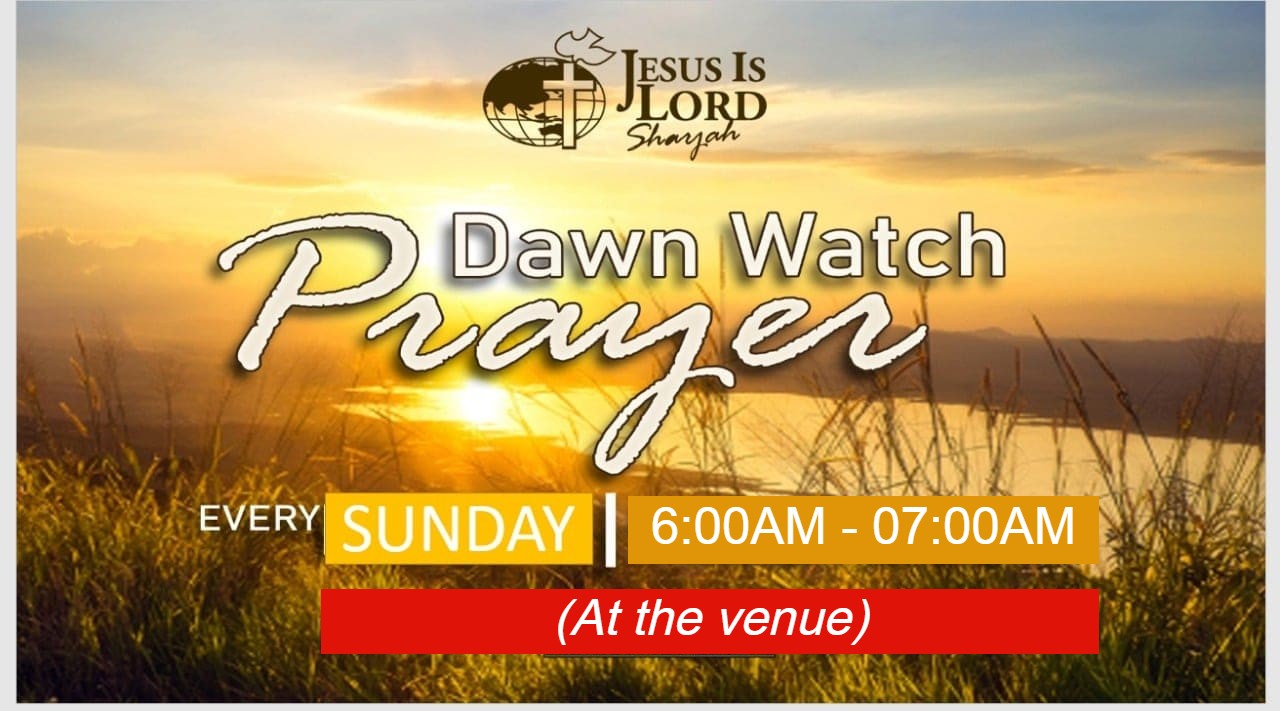 JESUS IS
LORD
Shayah
Dawn Watch
Prayer
EVERY SUNDAY | 6:00AM - 07:00AM
(At the venue)